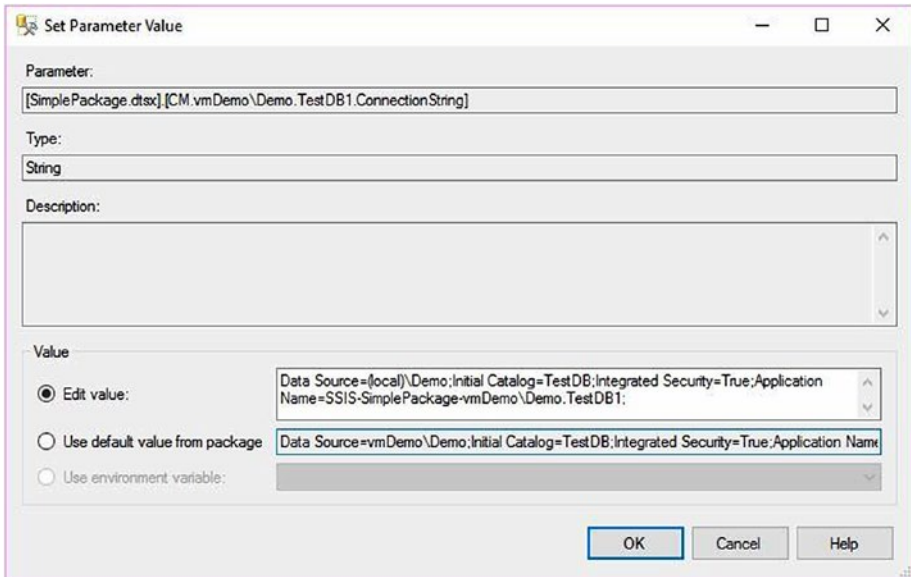 Set Parameter Value
Parameter:
[SimplePackage.dtsx].[CM.vmDemo\Demo.TestDB1.ConnectionString]
Type:
String
Description:
Value
Edit value:
Data Source=(local)\Demo;Initial Catalog=TestDB;Integrated Security=True;Application
Name=SSIS-SimplePackage-vmDemo\Demo.TestDB1;
Use default value from package
Data Source=vmDemo\Demo;Initial Catalog=TestDB;Integrated Security=True;Application Name
Use environment variable:
OK
Cancel
Help